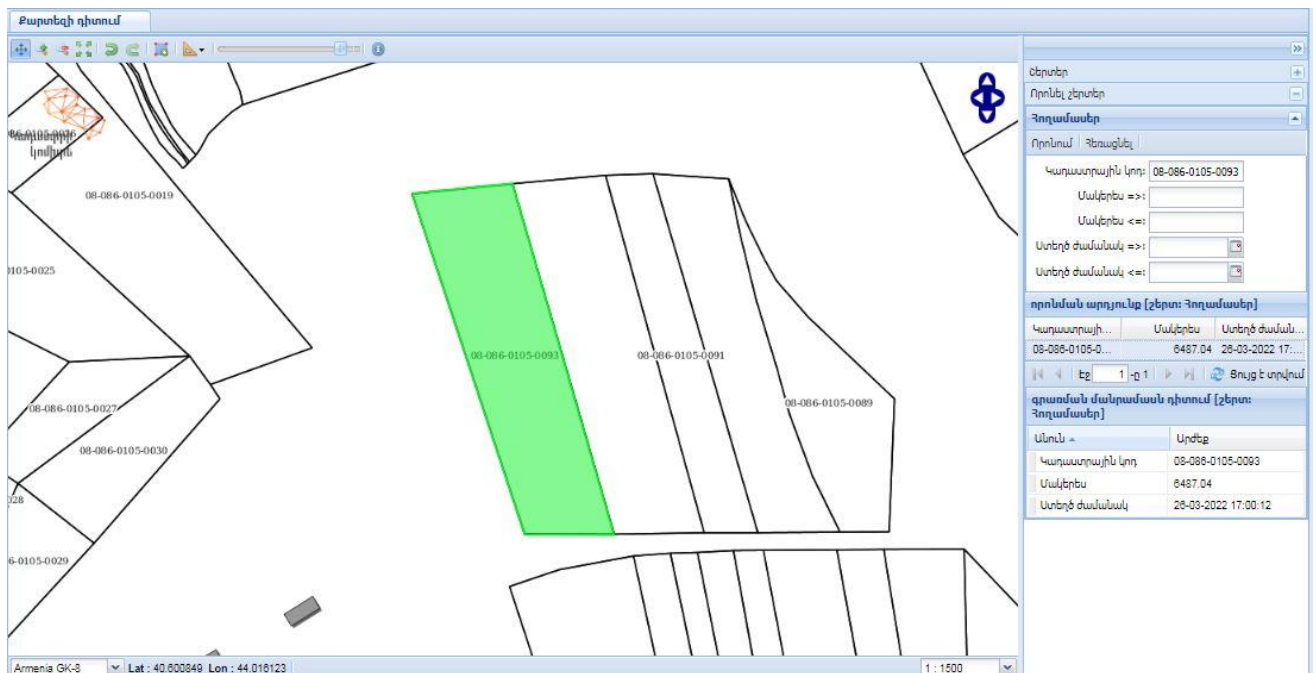 Քարտեզի դիտում
Շերտեր
Որոնել շերտեր
Հողամասեր
Որոնում Հեռացնել
Կադաստրային կոդ: 08-086-0105-0093
Մակերես =>:
Մակերես <=:
Ստեղծ ժամանակ =>:
Ստեղծ ժամանակ <=:
որոնման արդյունք [շերտ: Հողամասեր]
Կադաստրայի... Մակերես Ստեղծ ժաման...
08-086-0105-0... 6487.04 26-03-2022 17:...
Էջ 1 -ը 1 Ցույց է տրվում
գրառման մանրամասն դիտում [շերտ:
Հողամասեր]
Անուն Արժեք
Կադաստրային կոդ 08-086-0105-0093
Մակերես 6487.04
Ստեղծ ժամանակ 26-03-2022 17:00:12
կոմիտե
08-086-0105-0019
0105-0025
08-086-0105-0093
08-086-0105-0091
08-086-0105-0089
08-086-0105-0027
08-086-0105-0030
028
6-0105-0029
Armenia GK-8 Lat : 40.600849 Lon : 44.016123 1 : 1500